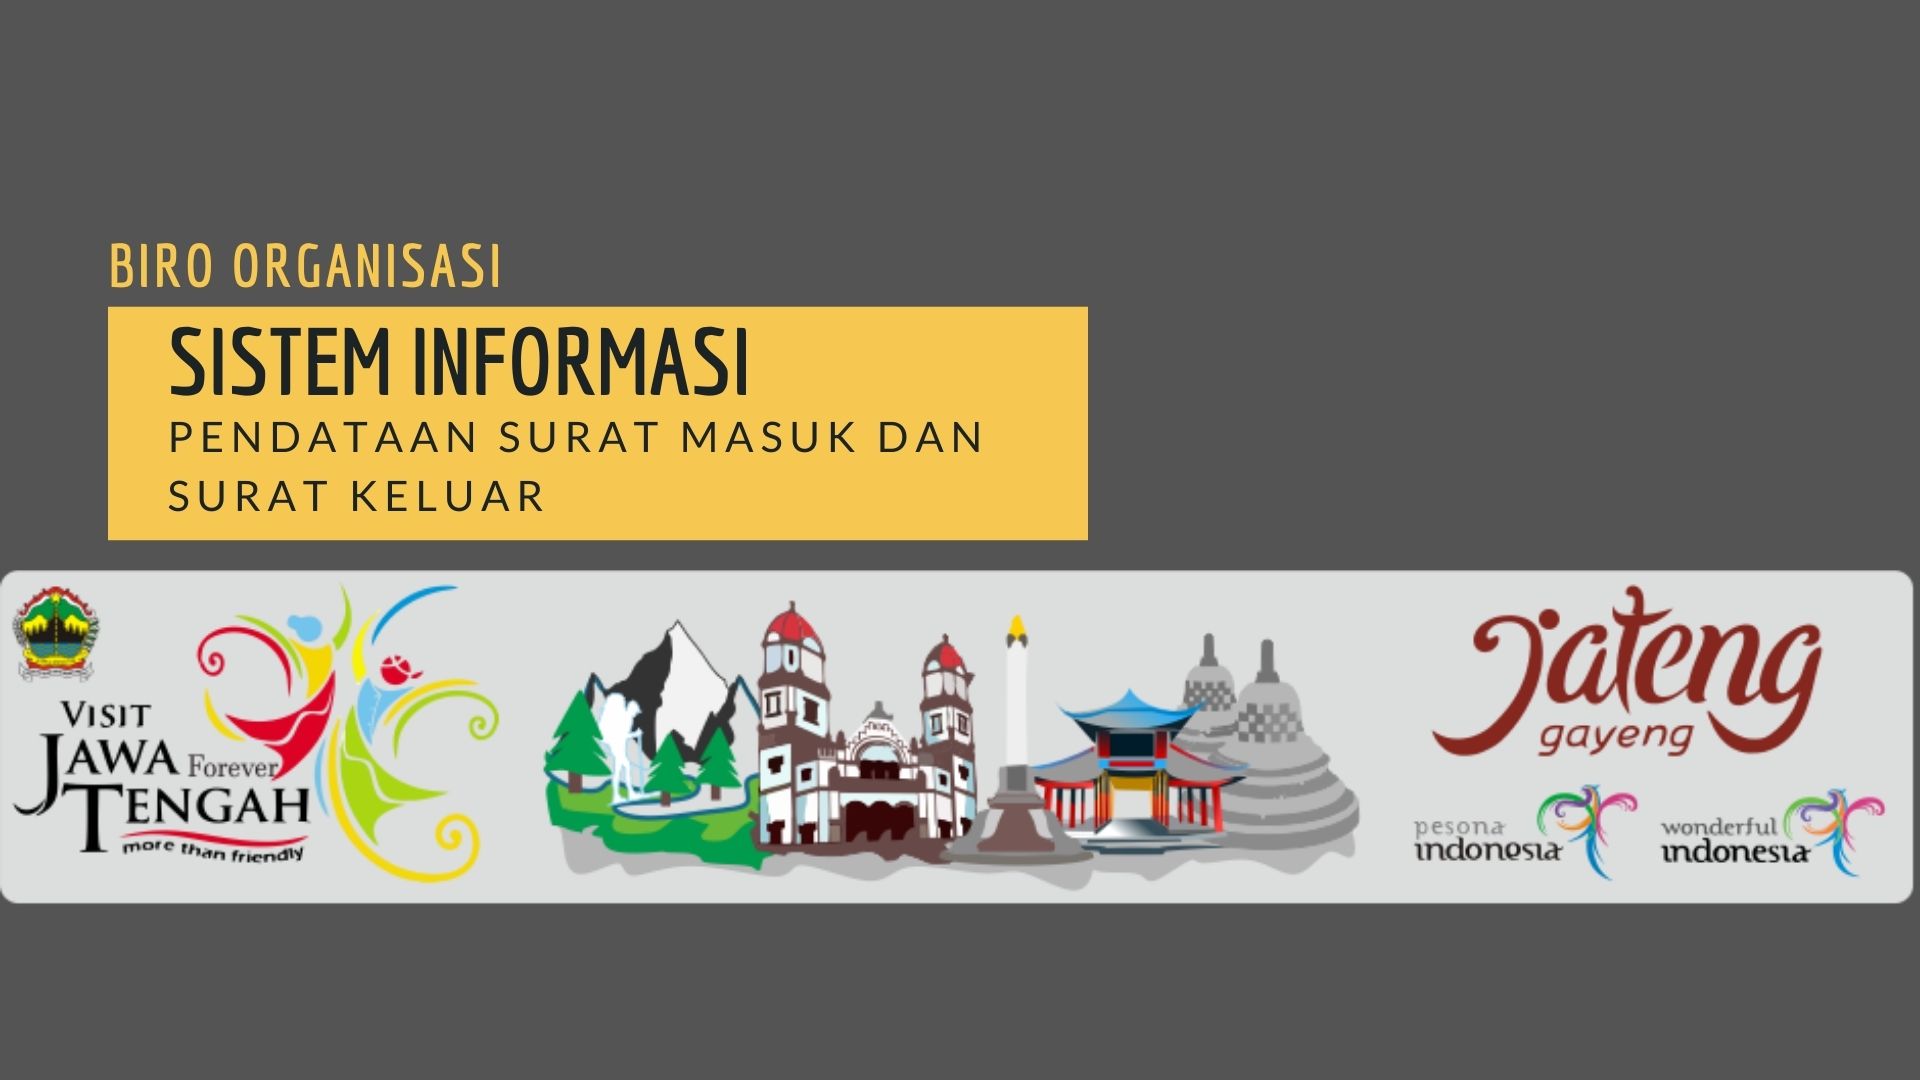 BIRO ORGANISASI
SISTEM INFORMASI
PENDATAAN SURAT MASUK DAN
SURAT KELUAR
VISIT
JAWA Forever
TENGAH
more than friendly
jateng
gayeng
pesona
indonesia
wonderful
indonesia